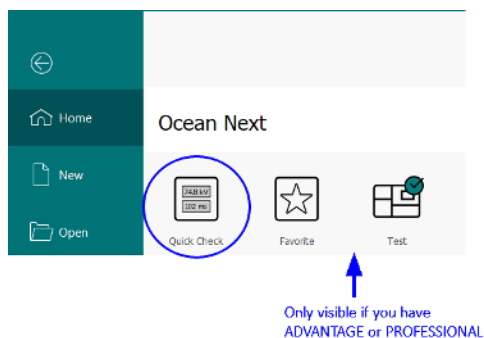 Home
Ocean Next
New
74.8 kV
102 ms
Open
Quick Check
Favorite
Test
Only visible if you have
ADVANTAGE or PROFESSIONAL